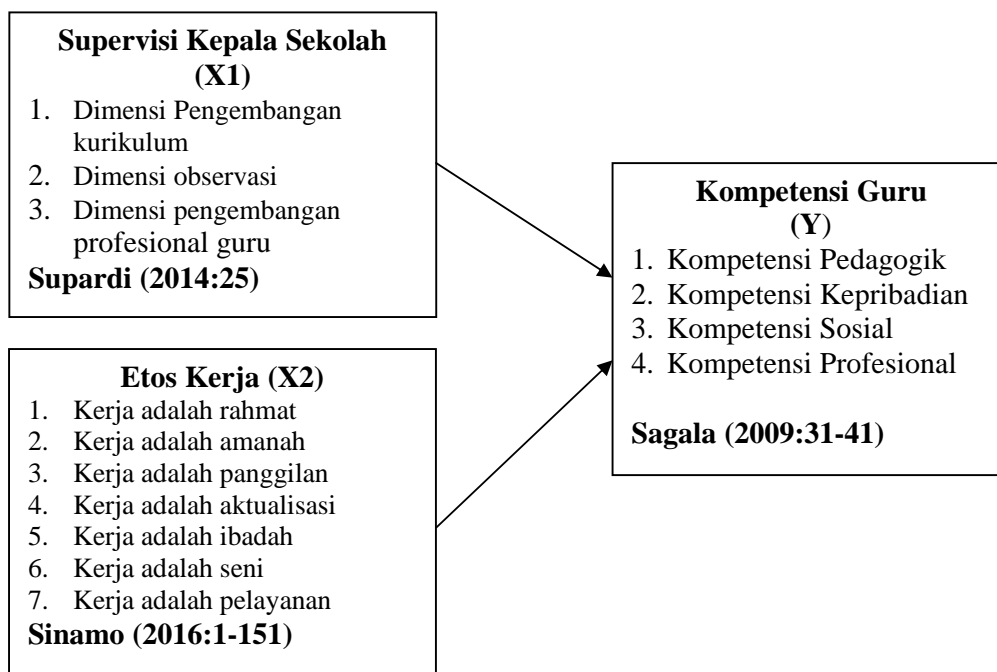 Supervisi Kepala Sekolah
(X1)
1. Dimensi Pengembangan
kurikulum
2. Dimensi observasi
3. Dimensi pengembangan
profesional guru
Supardi (2014:25)
Etos Kerja (X2)
1. Kerja adalah rahmat
2. Kerja adalah amanah
3. Kerja adalah panggilan
4. Kerja adalah aktualisasi
5. Kerja adalah ibadah
6. Kerja adalah seni
7. Kerja adalah pelayanan
Sinamo (2016:1-151)
Kompetensi Guru
(Y)
1. Kompetensi Pedagogik
2. Kompetensi Kepribadian
3. Kompetensi Sosial
4. Kompetensi Profesional
Sagala (2009:31-41)